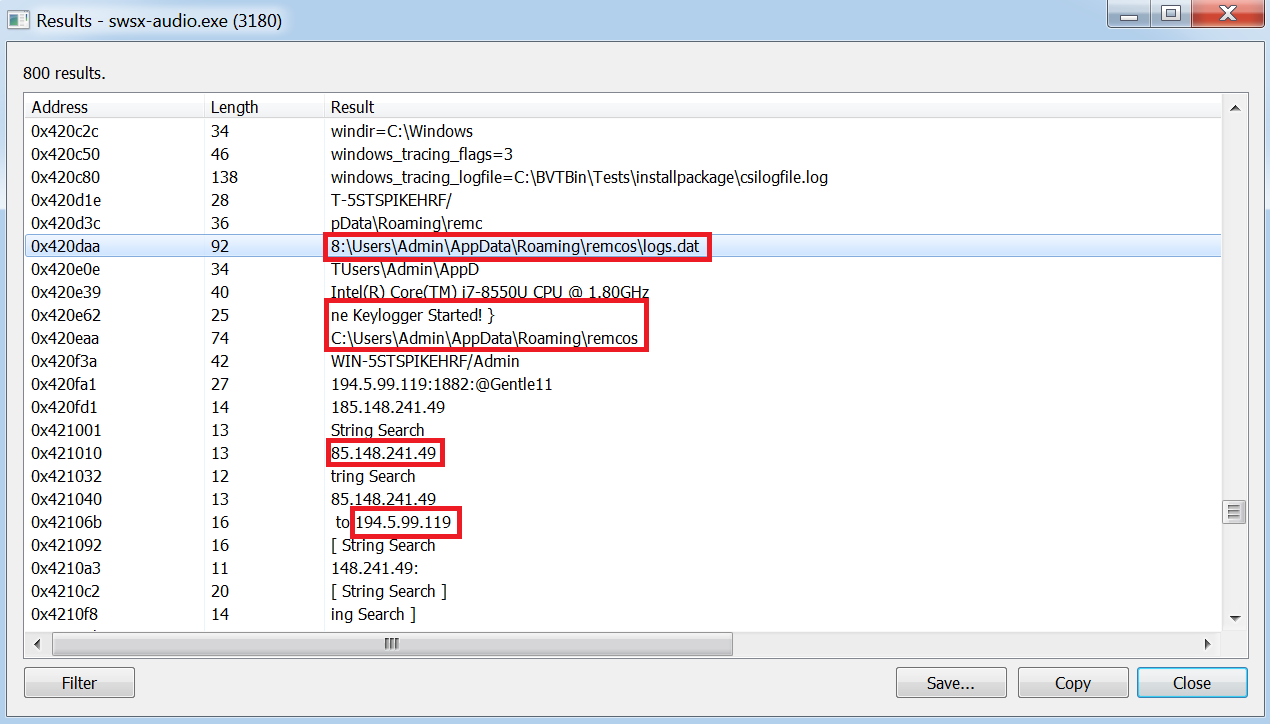 Results - swsx-audio.exe (3180)
800 results.
Address Length Result
0x420c2c 34 windir=C:\Windows
0x420c50 46 windows_tracing_flags=3
0x420c80 138 windows_tracing_logfile=C:\BVTBin\Tests\installpackage\csilogfile.log
0x420d1e 28 T-5STSPIKEHRF/
0x420d3c 36 pData\Roaming\remc
0x420daa 92 8:\Users\Admin\AppData\Roaming\remcos\logs.dat
0x420e0e 34 TUsers\Admin\AppD
0x420e39 40 Intel(R) Core(TM) i7-8550U CPU @ 1.80GHz
0x420e62 25 ne Keylogger Started! }
0x420eaa 74 C:\Users\Admin\AppData\Roaming\remcos
0x420f3a 42 WIN-5STSPIKEHRF/Admin
0x420fa1 27 194.5.99.119:1882:@Gentle11
0x420fd1 14 185.148.241.49
0x421001 13 String Search
0x421010 13 85.148.241.49
0x421032 12 tring Search
0x421040 13 85.148.241.49
0x42106b 16 to 194.5.99.119
0x421092 16 [ String Search
0x4210a3 11 148.241.49:
0x4210c2 20 [ String Search ]
0x4210f8 14 ing Search ]
Filter Save... Copy Close